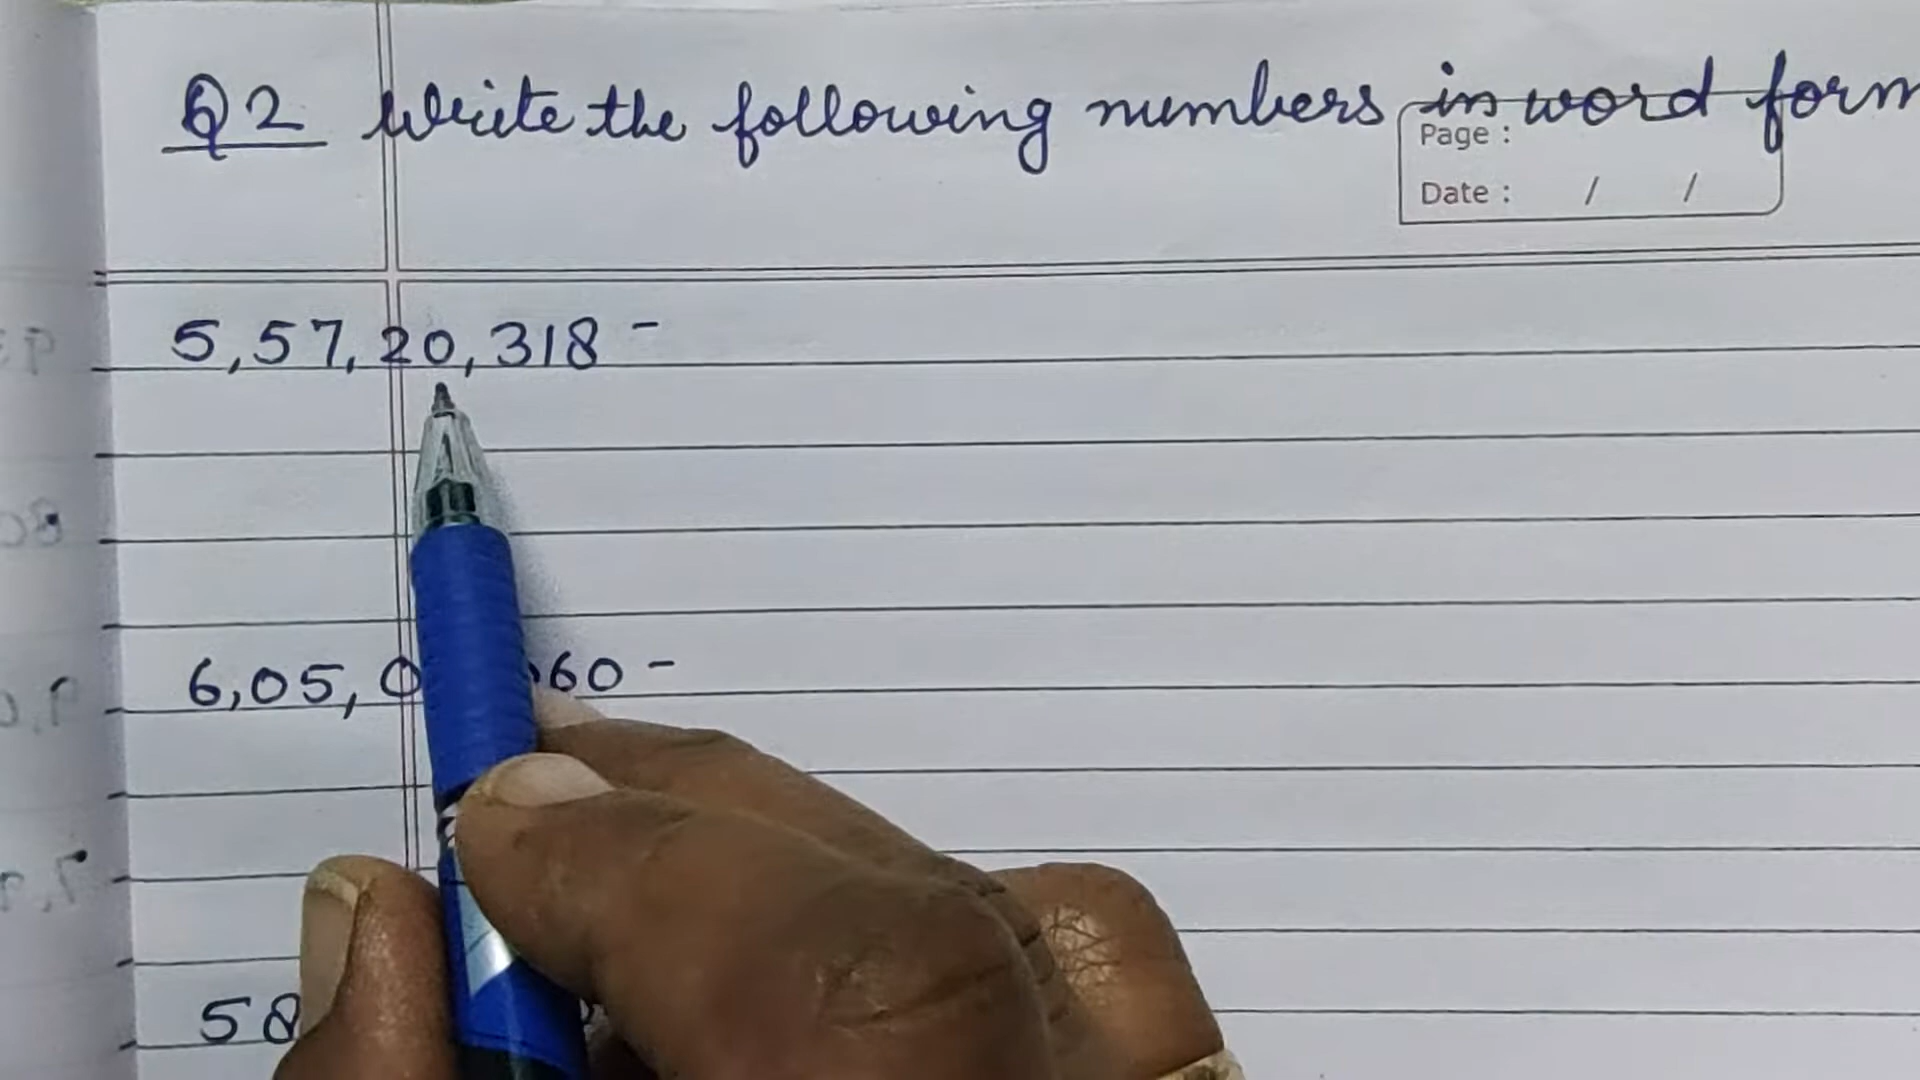 Q2 Write the following numbers in word form
Page :
Date : / /
5,57,20,318 -
6,05,0 60 -
58